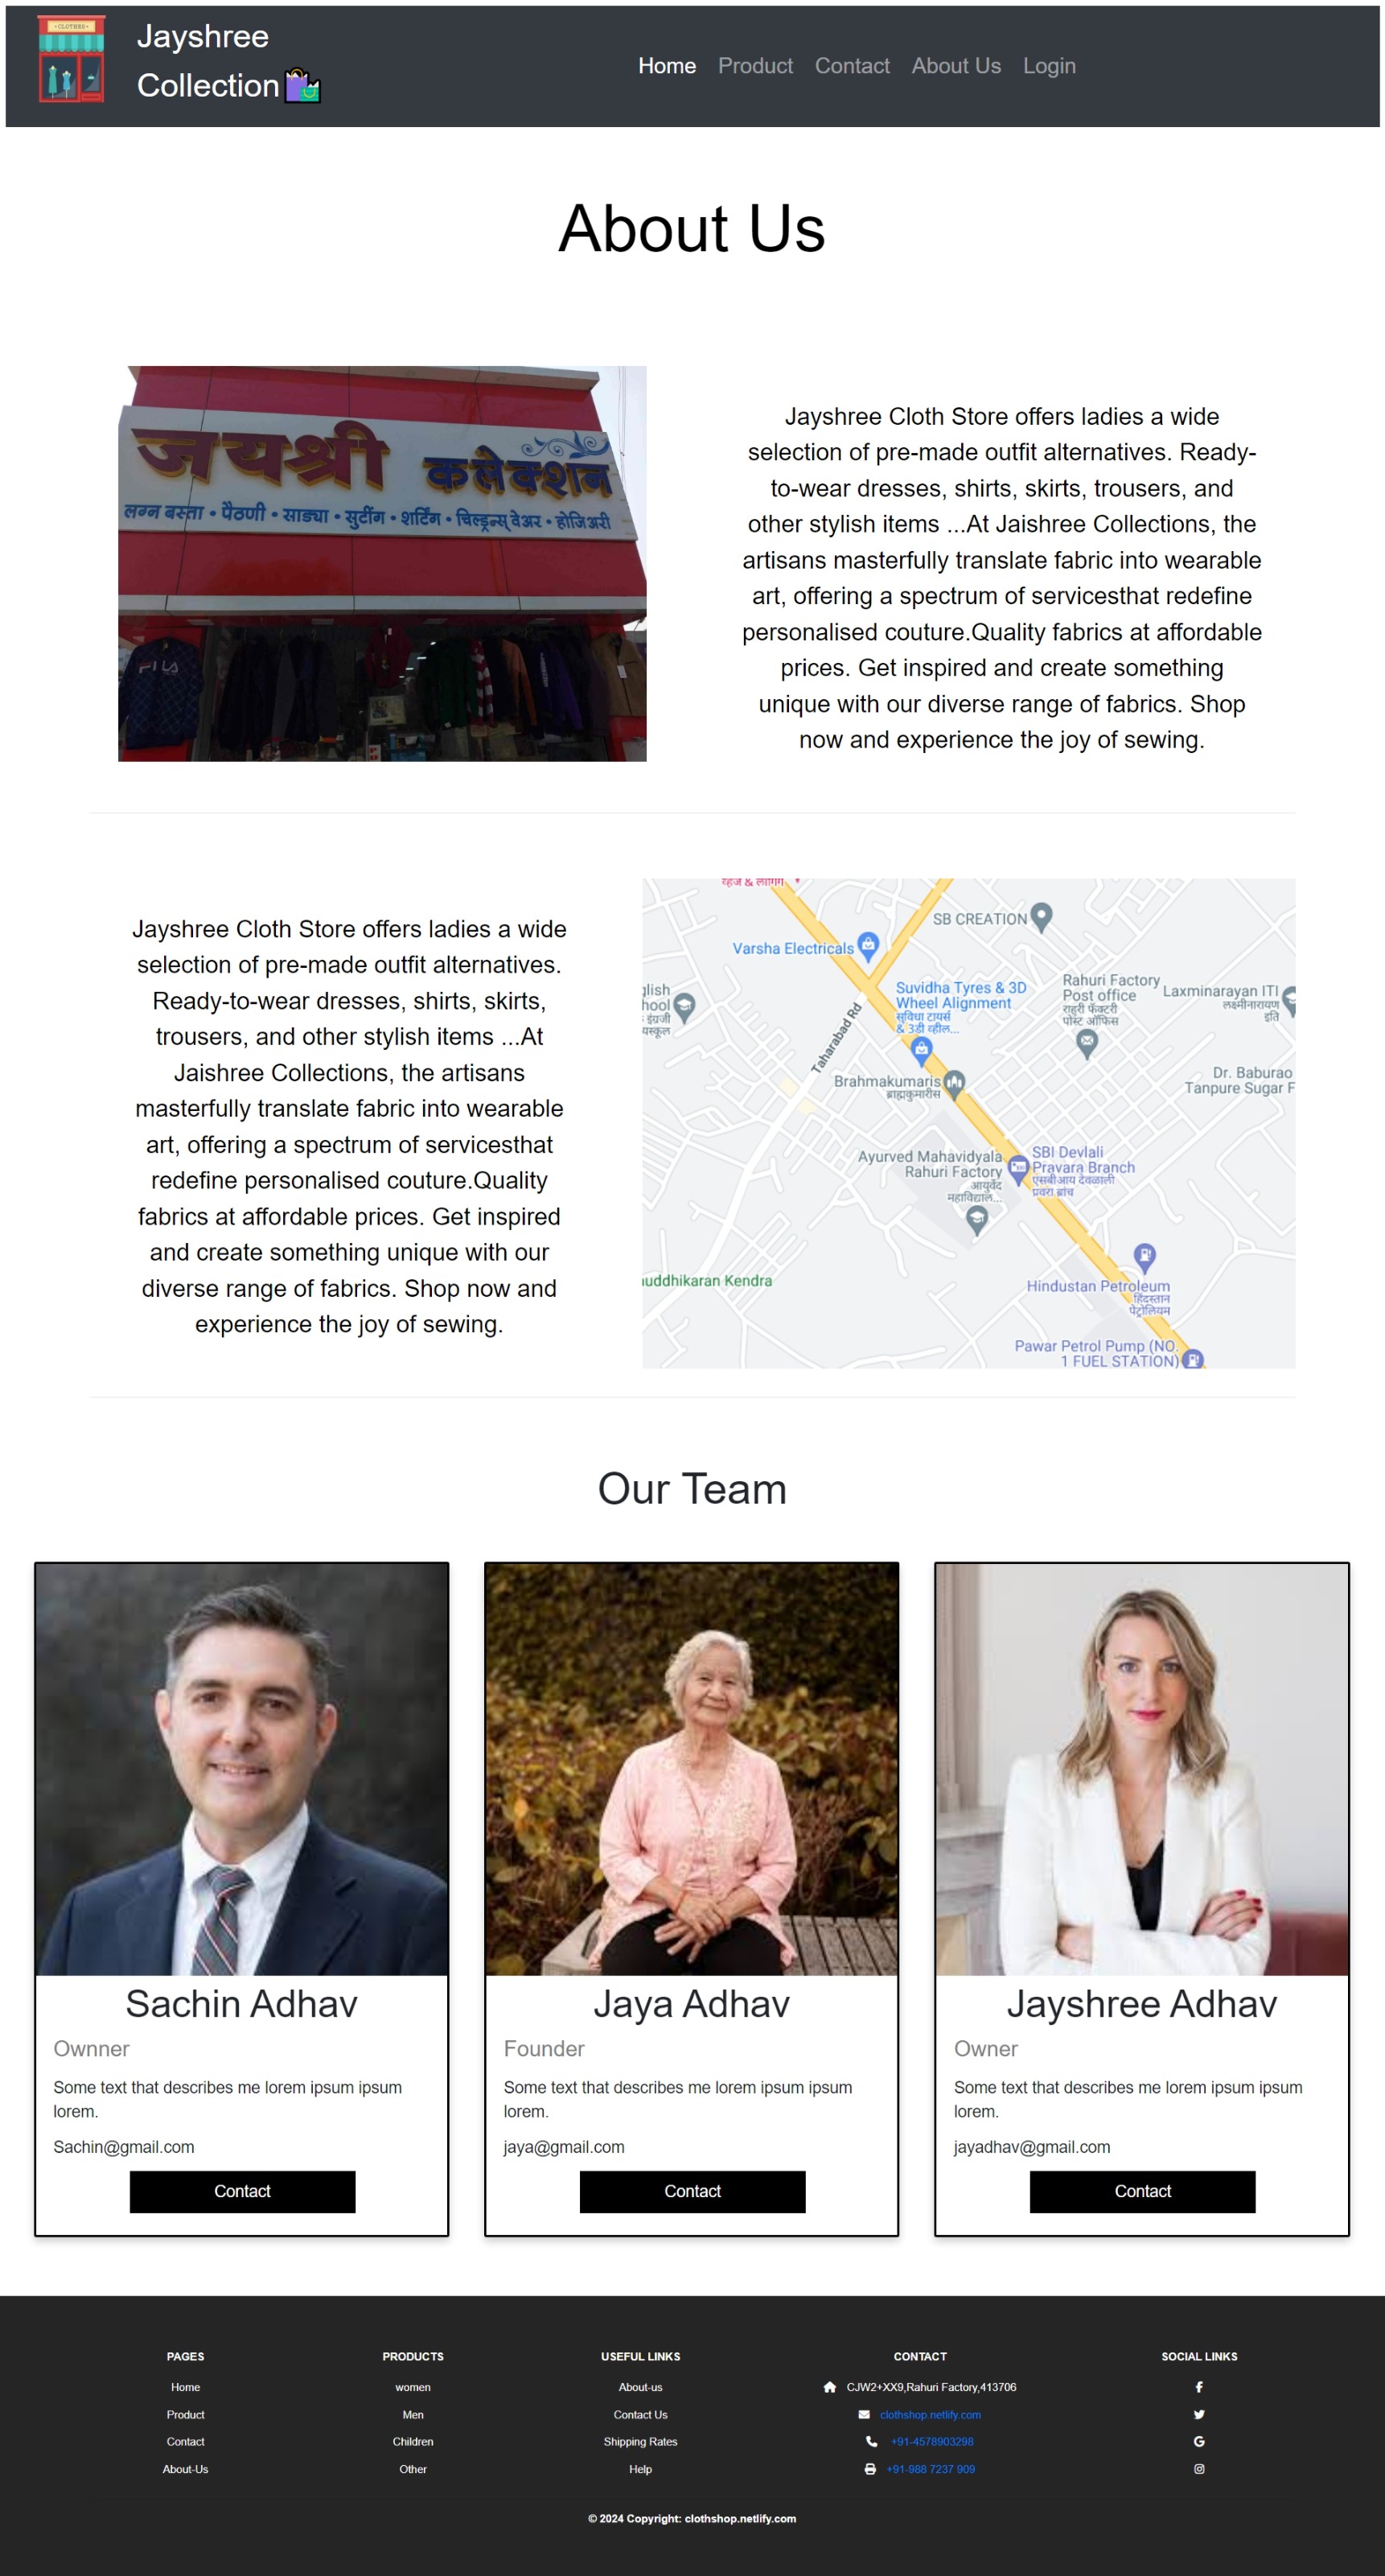 CLOTHES
Jayshree
Collection
Home Product Contact About Us Login
About Us
जयश्री कलेक्शन
लग्न बस्ता • पैठणी • साड्या • सुटींग • शर्टिंग • चिल्ड्रन्स् वेअर • होजिअरी
FILA
Jayshree Cloth Store offers ladies a wide
selection of pre-made outfit alternatives. Ready-
to-wear dresses, shirts, skirts, trousers, and
other stylish items ...At Jaishree Collections, the
artisans masterfully translate fabric into wearable
art, offering a spectrum of servicesthat redefine
personalised couture.Quality fabrics at affordable
prices. Get inspired and create something
unique with our diverse range of fabrics. Shop
now and experience the joy of sewing.
Jayshree Cloth Store offers ladies a wide
selection of pre-made outfit alternatives.
Ready-to-wear dresses, shirts, skirts,
trousers, and other stylish items ...At
Jaishree Collections, the artisans
masterfully translate fabric into wearable
art, offering a spectrum of servicesthat
redefine personalised couture.Quality
fabrics at affordable prices. Get inspired
and create something unique with our
diverse range of fabrics. Shop now and
experience the joy of sewing.
SB CREATION
Varsha Electricals
glish
hool
इंग्रजी
यस्कूल
Suvidha Tyres & 3D
Wheel Alignment
सुविधा टायर्स
& 3डी व्हील...
Rahuri Factory
Post office
राहुरी फॅक्टरी
पोस्ट ऑफिस
Laxminarayan ITI
लक्ष्मीनारायण
इति
Taharabad Rd
Brahmakumaris
ब्राह्मकुमारीस
Dr. Baburao
Tanpure Sugar F
Ayurved Mahavidyala
Rahuri Factory
आयुर्वेद
महाविद्याल...
SBI Devlali
Pravara Branch
एसबीआय देवळाली
प्रवरा ब्रांच
uddhikaran Kendra
Hindustan Petroleum
हिंदुस्तान
पेट्रोलियम
Pawar Petrol Pump (NO.
1 FUEL STATION)
Our Team
Sachin Adhav
Ownner
Some text that describes me lorem ipsum ipsum
lorem.
Sachin@gmail.com
Contact
Jaya Adhav
Founder
Some text that describes me lorem ipsum ipsum
lorem.
jaya@gmail.com
Contact
Jayshree Adhav
Owner
Some text that describes me lorem ipsum ipsum
lorem.
jayadhav@gmail.com
Contact
PAGES
Home
Product
Contact
About-Us
PRODUCTS
women
Men
Children
Other
USEFUL LINKS
About-us
Contact Us
Shipping Rates
Help
CONTACT
CJW2+XX9,Rahuri Factory,413706
clothshop.netlify.com
+91-4578903298
+91-988 7237 909
SOCIAL LINKS
© 2024 Copyright: clothshop.netlify.com